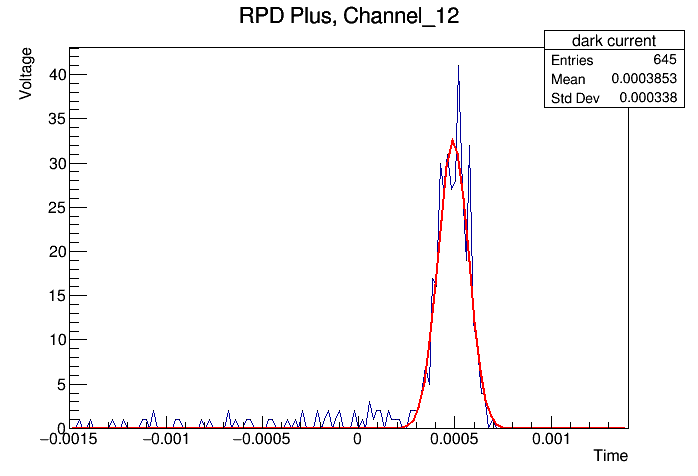 RPD Plus, Channel_12
dark current
Entries 645
Mean 0.0003853
Std Dev 0.000338
Voltage
40
35
30
25
20
15
10
5
0
−0.0015 −0.001 −0.0005 0 0.0005 0.001
Time